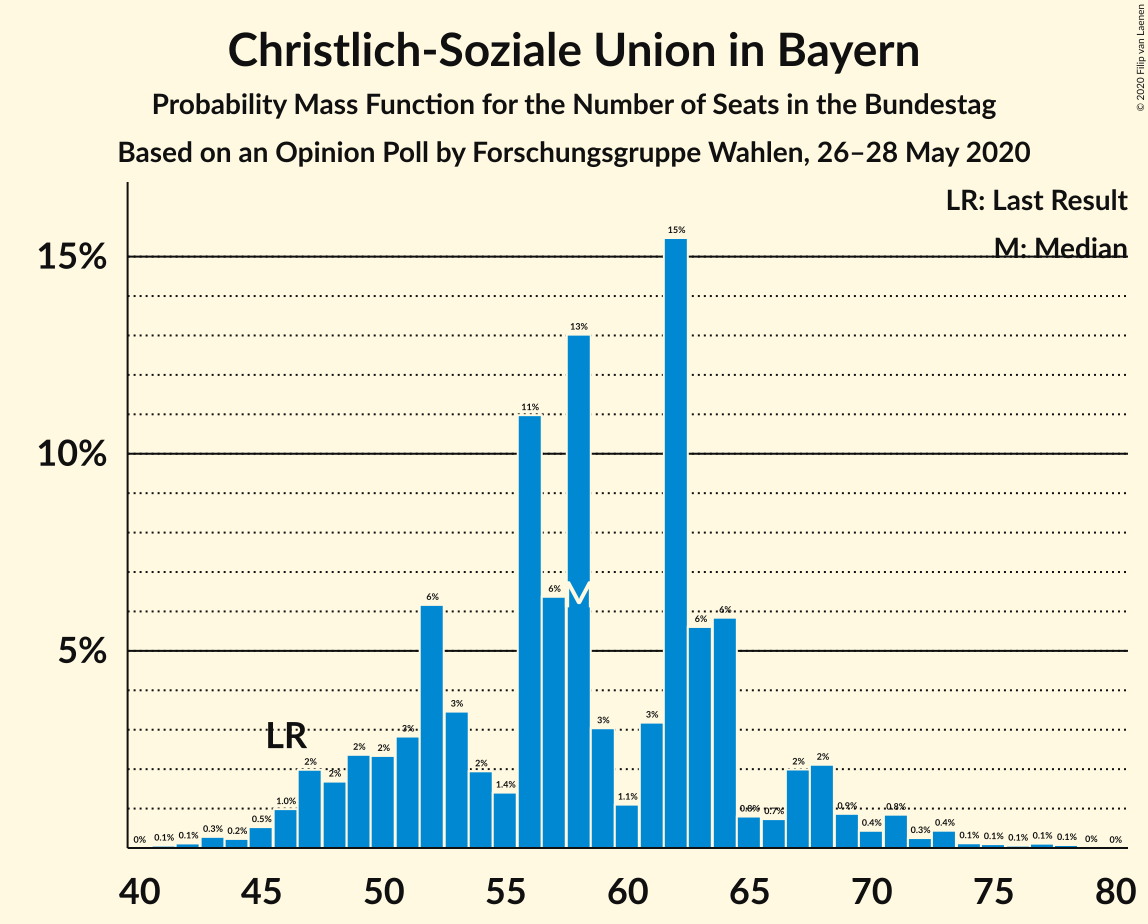 Christlich-Soziale Union in Bayern
Probability Mass Function for the Number of Seats in the Bundestag
Based on an Opinion Poll by Forschungsgruppe Wahlen, 26–28 May 2020
© 2020 Filip van Laenen
LR: Last Result
M: Median
15%
10%
5%
LR
M
0% 0.1% 0.1% 0.3% 0.2% 0.5% 1.0% 2% 2% 2% 2% 3% 6% 3% 2% 1.4% 11% 6% 13% 3% 1.1% 3% 15% 6% 6% 0.8% 0.7% 2% 2% 0.9% 0.4% 0.8% 0.3% 0.4% 0.1% 0.1% 0.1% 0.1% 0.1% 0% 0%
40 45 50 55 60 65 70 75 80